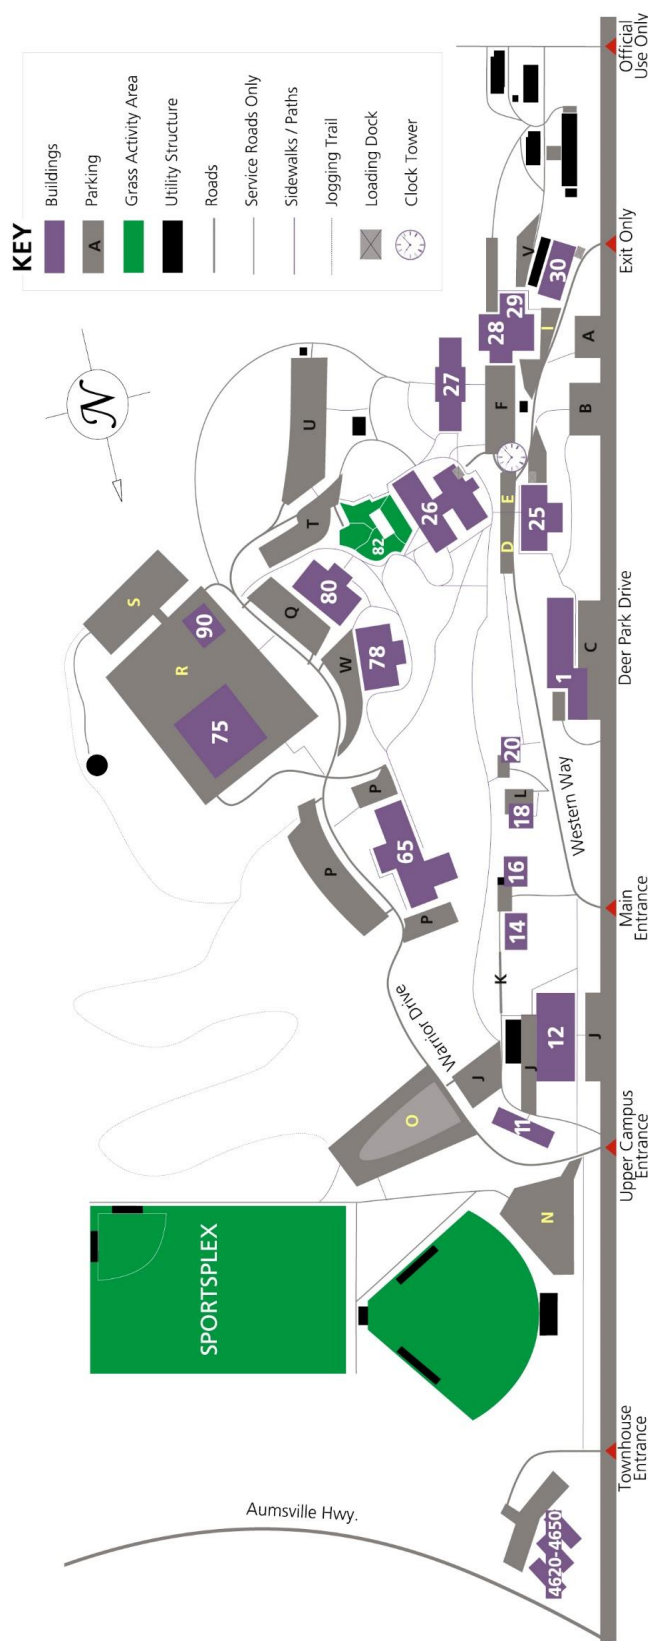 KEY
Buildings
A
Parking
Grass Activity Area
Utility Structure
Roads
Service Roads Only
Sidewalks / Paths
Jogging Trail
Loading Dock
Clock Tower
N
S
R
90
75
Q
80
W
78
T
U
82
26
27
28
29
30
V
I
F
A
B
E
D
25
C
1
P
P
P
65
20
L
18
16
14
K
J
J
J
12
11
O
N
Warrior Drive
Western Way
SPORTSPLEX
Aumsville Hwy.
4620-4650
Townhouse
Entrance
Upper Campus
Entrance
Main
Entrance
Deer Park Drive
Exit Only
Official
Use Only